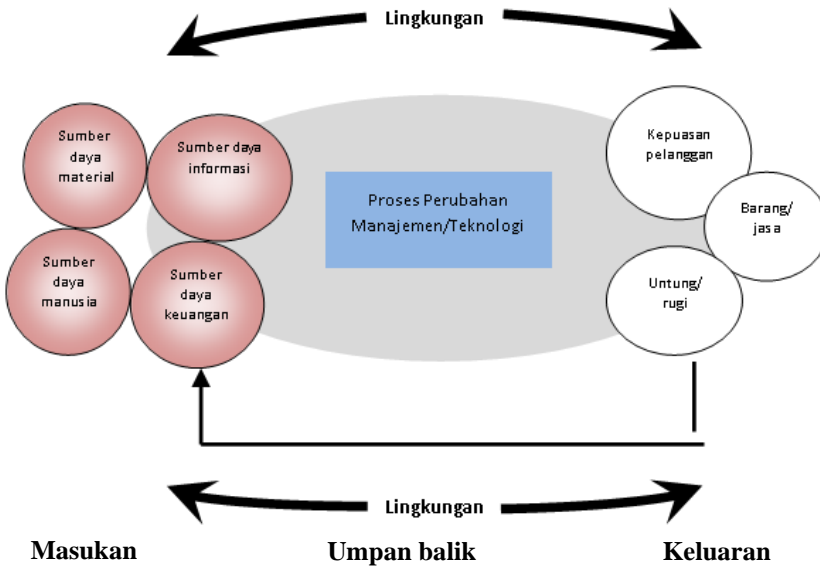 Lingkungan
Sumber
daya
material
Sumber daya
informasi
Sumber
daya
manusia
Sumber
daya
keuangan
Proses Perubahan
Manajemen/Teknologi
Kepuasan
pelanggan
Barang/
jasa
Untung/
rugi
Lingkungan
Masukan
Umpan balik
Keluaran